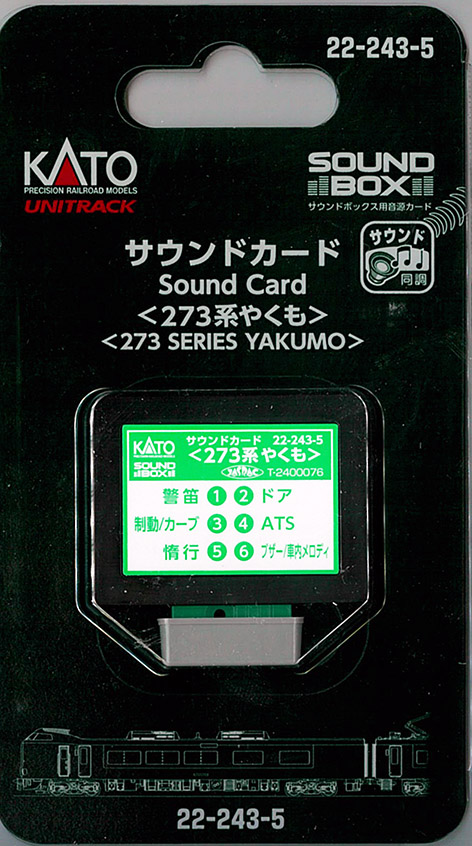 22-243-5
KATO
PRECISION RAILROAD MODELS
UNITRACK
SOUND
BOX
サウンドボックス用音源カード
サウンド
同調
サウンドカード
Sound Card
<273系やくも>
<273 SERIES YAKUMO>
KATO サウンドカード 22-243-5
<273系やくも>
SOUND
BOX
T-2400076
警笛 1 2 ドア
制動/カーブ 3 4 ATS
惰行 5 6 ブザー/車内メロディ
22-243-5